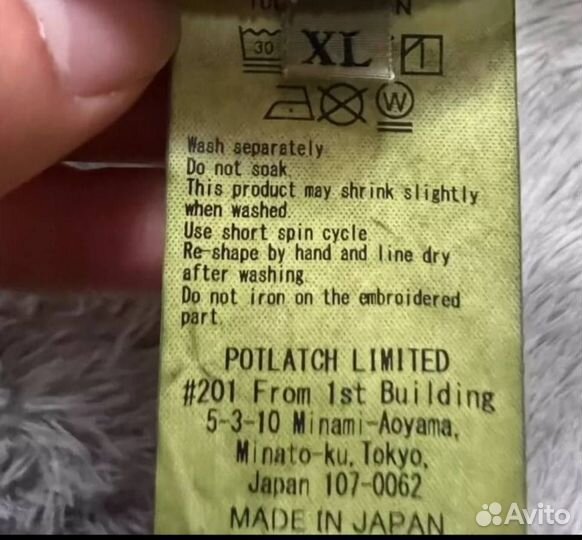 30
XL
W
Wash separately
Do not soak.
This product may shrink slightly
when washed.
Use short spin cycle
Re-shape by hand and line dry
after washing.
Do not iron on the embroidered
part.
POTLATCH LIMITED
#201 From 1st Building
5-3-10 Minami-Aoyama,
Minato-ku, Tokyo,
Japan 107-0062
MADE IN JAPAN
Avito